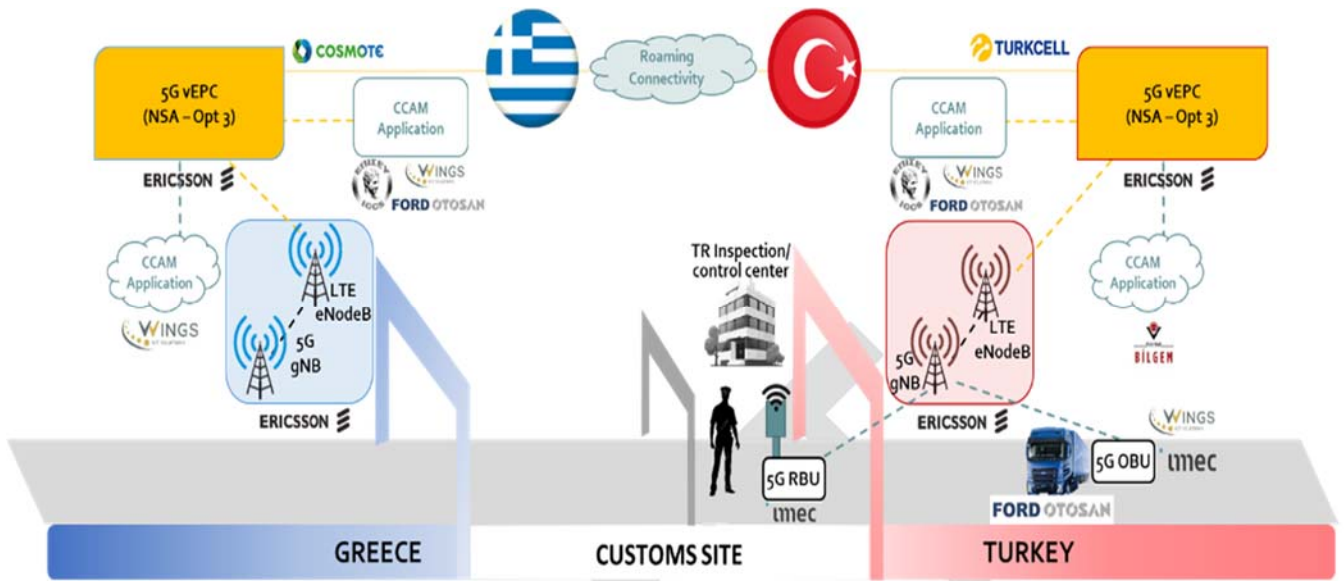 COSMOTE
TURKCELL
5G vEPC
(NSA – Opt 3)
CCAM
Application
Roaming
Connectivity
CCAM
Application
5G vEPC
(NSA – Opt 3)
ERICSSON
WINGS
FORD OTOSAN
WINGS
FORD OTOSAN
ERICSSON
CCAM
Application
WINGS
LTE
eNodeB
5G
gNB
ERICSSON
TR Inspection/
control center
LTE
eNodeB
5G
gNB
ERICSSON
CCAM
Application
BİLGEM
WINGS
5G RBU
imec
5G OBU
imec
FORD OTOSAN
GREECE
CUSTOMS SITE
TURKEY